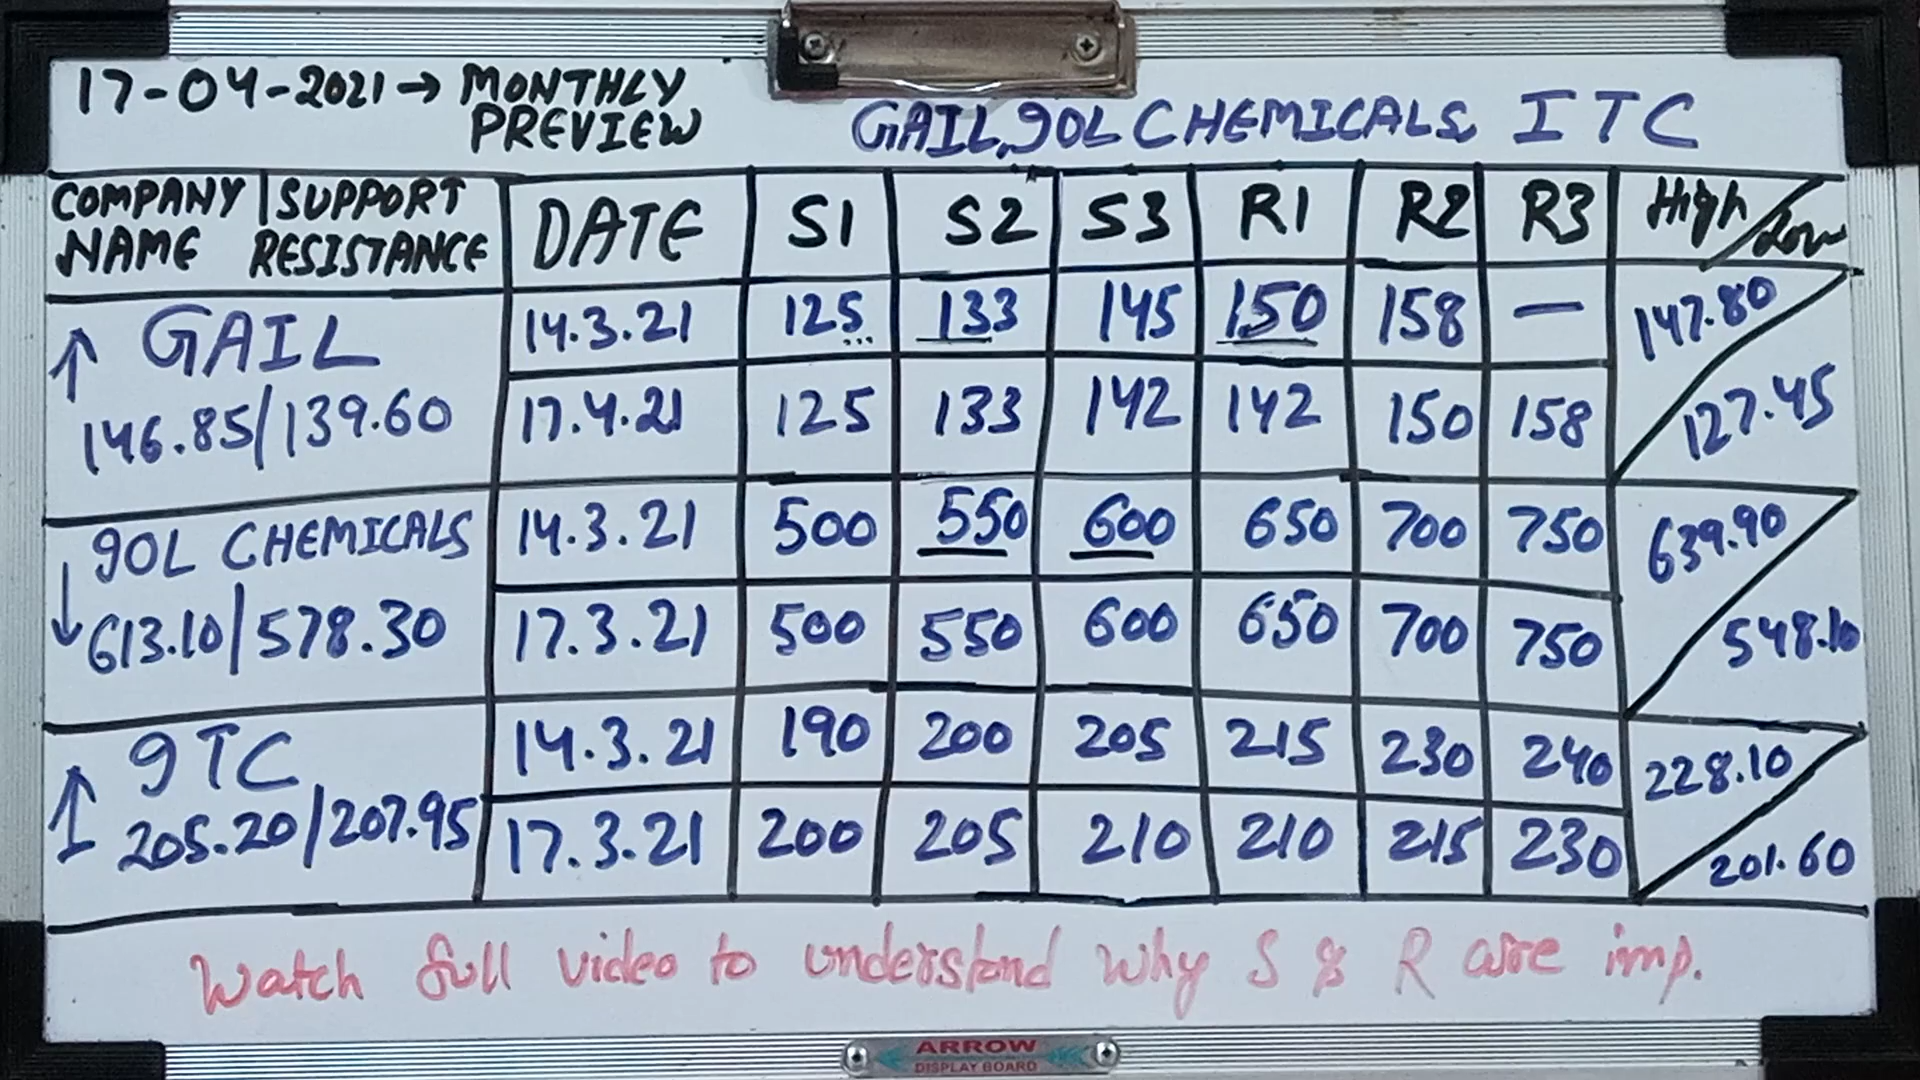 17-04-2021→ MONTHLY
PREVIEW
GAIL, 9OL CHEMICALS, ITC
COMPANY | SUPPORT
NAME RESISTANCE
DATE S1 S2 S3 R1 R2 R3 High/Low
↑ GAIL
146.85/139.60
14.3.21 125 133 145 150 158 —
17.4.21 125 133 142 142 150 158
147.80
127.45
↓ 9OL CHEMICALS
613.10/578.30
14.3.21 500 550 600 650 700 750
17.3.21 500 550 600 650 700 750
639.90
548.10
↑ 9TC
205.20/207.95
14.3.21 190 200 205 215 230 240
17.3.21 200 205 210 210 215 230
228.10
201.60
Watch full video to understand why S & R are imp.
ARROW
DISPLAY BOARD